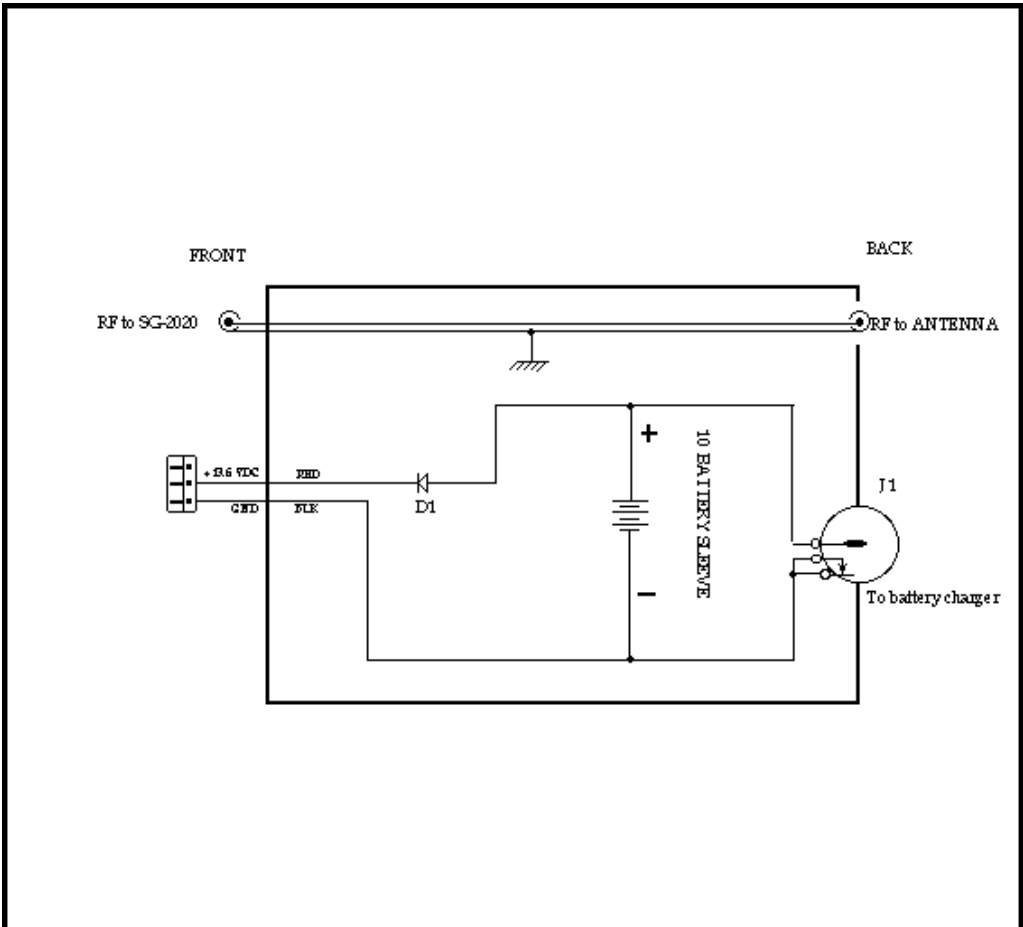 FRONT
BACK
RF to SG-2020
RF to ANTENNA
+
+ 13.6 VDC
RED
10 BATTERY SLEEVE
J1
D1
GND
BLK
−
To battery charger